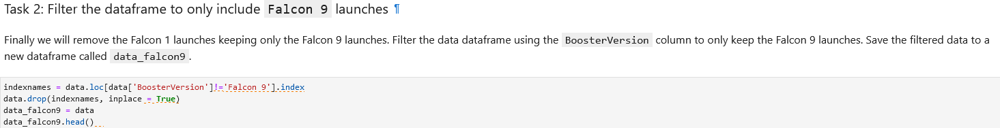 Task 2: Filter the dataframe to only include Falcon 9 launches ¶
Finally we will remove the Falcon 1 launches keeping only the Falcon 9 launches. Filter the data dataframe using the BoosterVersion column to only keep the Falcon 9 launches. Save the filtered data to a
new dataframe called data_falcon9.
indexnames = data.loc[data['BoosterVersion']!='Falcon 9'].index
data.drop(indexnames, inplace = True)
data_falcon9 = data
data_falcon9.head()